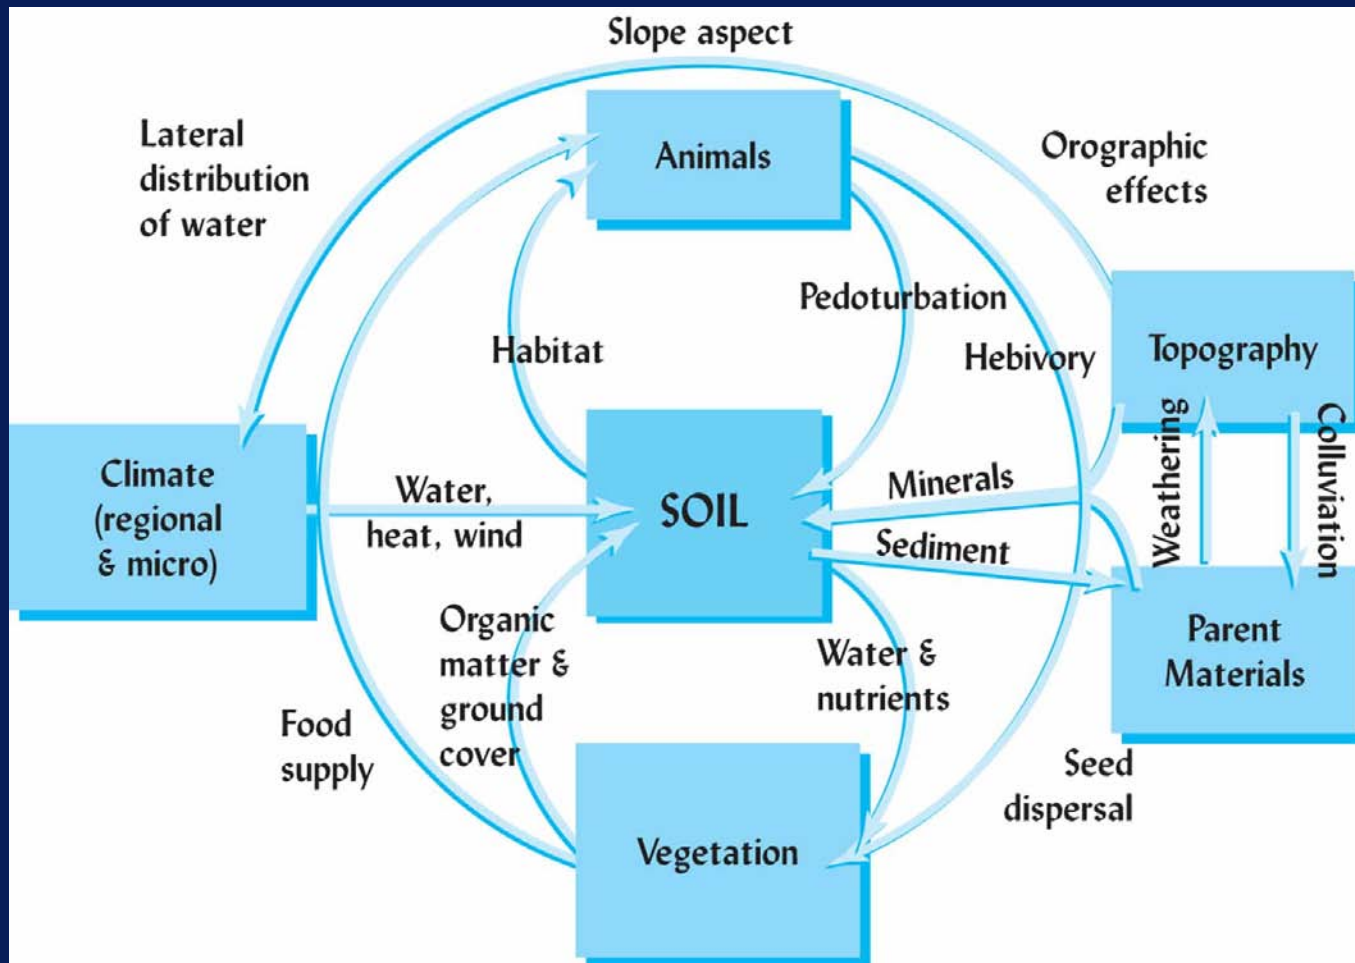 Slope aspect
Lateral
distribution
of water
Animals
Orographic
effects
Pedoturbation
Habitat
Hebivory
Topography
Climate
(regional
& micro)
Water,
heat, wind
SOIL
Minerals
Sediment
Weathering
Colluviation
Organic
matter &
ground
cover
Water &
nutrients
Parent
Materials
Food
supply
Seed
dispersal
Vegetation